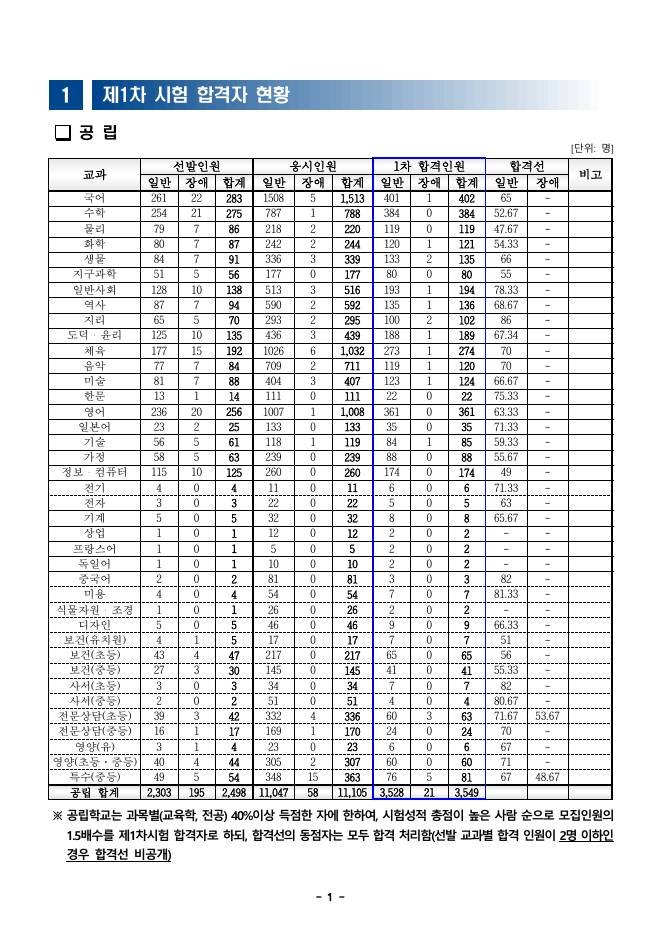 1 제1차 시험 합격자 현황
❑ 공 립
[단위: 명]
교과 선발인원 응시인원 1차 합격인원 합격선 비고
일반 장애 합계 일반 장애 합계 일반 장애 합계 일반 장애
국어 261 22 283 1508 5 1,513 401 1 402 65 -
수학 254 21 275 787 1 788 384 0 384 52.67 -
물리 79 7 86 218 2 220 119 0 119 47.67 -
화학 80 7 87 242 2 244 120 1 121 54.33 -
생물 84 7 91 336 3 339 133 2 135 66 -
지구과학 51 5 56 177 0 177 80 0 80 55 -
일반사회 128 10 138 513 3 516 193 1 194 78.33 -
역사 87 7 94 590 2 592 135 1 136 68.67 -
지리 65 5 70 293 2 295 100 2 102 86 -
도덕·윤리 125 10 135 436 3 439 188 1 189 67.34 -
체육 177 15 192 1026 6 1,032 273 1 274 70 -
음악 77 7 84 709 2 711 119 1 120 70 -
미술 81 7 88 404 3 407 123 1 124 66.67 -
한문 13 1 14 111 0 111 22 0 22 75.33 -
영어 236 20 256 1007 1 1,008 361 0 361 63.33 -
일본어 23 2 25 133 0 133 35 0 35 71.33 -
기술 56 5 61 118 1 119 84 1 85 59.33 -
가정 58 5 63 239 0 239 88 0 88 55.67 -
정보·컴퓨터 115 10 125 260 0 260 174 0 174 49 -
전기 4 0 4 11 0 11 6 0 6 71.33 -
전자 3 0 3 22 0 22 5 0 5 63 -
기계 5 0 5 32 0 32 8 0 8 65.67 -
상업 1 0 1 12 0 12 2 0 2 - -
프랑스어 1 0 1 5 0 5 2 0 2 - -
독일어 1 0 1 10 0 10 2 0 2 - -
중국어 2 0 2 81 0 81 3 0 3 82 -
미용 4 0 4 54 0 54 7 0 7 81.33 -
식물자원·조경 1 0 1 26 0 26 2 0 2 - -
디자인 5 0 5 46 0 46 9 0 9 66.33 -
보건(유치원) 4 1 5 17 0 17 7 0 7 51 -
보건(초등) 43 4 47 217 0 217 65 0 65 56 -
보건(중등) 27 3 30 145 0 145 41 0 41 55.33 -
사서(초등) 3 0 3 34 0 34 7 0 7 82 -
사서(중등) 2 0 2 51 0 51 4 0 4 80.67 -
전문상담(초등) 39 3 42 332 4 336 60 3 63 71.67 53.67
전문상담(중등) 16 1 17 169 1 170 24 0 24 70 -
영양(유) 3 1 4 23 0 23 6 0 6 67 -
영양(초등·중등) 40 4 44 305 2 307 60 0 60 71 -
특수(중등) 49 5 54 348 15 363 76 5 81 67 48.67
공립 합계 2,303 195 2,498 11,047 58 11,105 3,528 21 3,549
※ 공립학교는 과목별(교육학, 전공) 40%이상 득점한 자에 한하여, 시험성적 총점이 높은 사람 순으로 모집인원의
1.5배수를 제1차시험 합격자로 하되, 합격선의 동점자는 모두 합격 처리함(선발 교과별 합격 인원이 2명 이하인
경우 합격선 비공개)
- 1 -